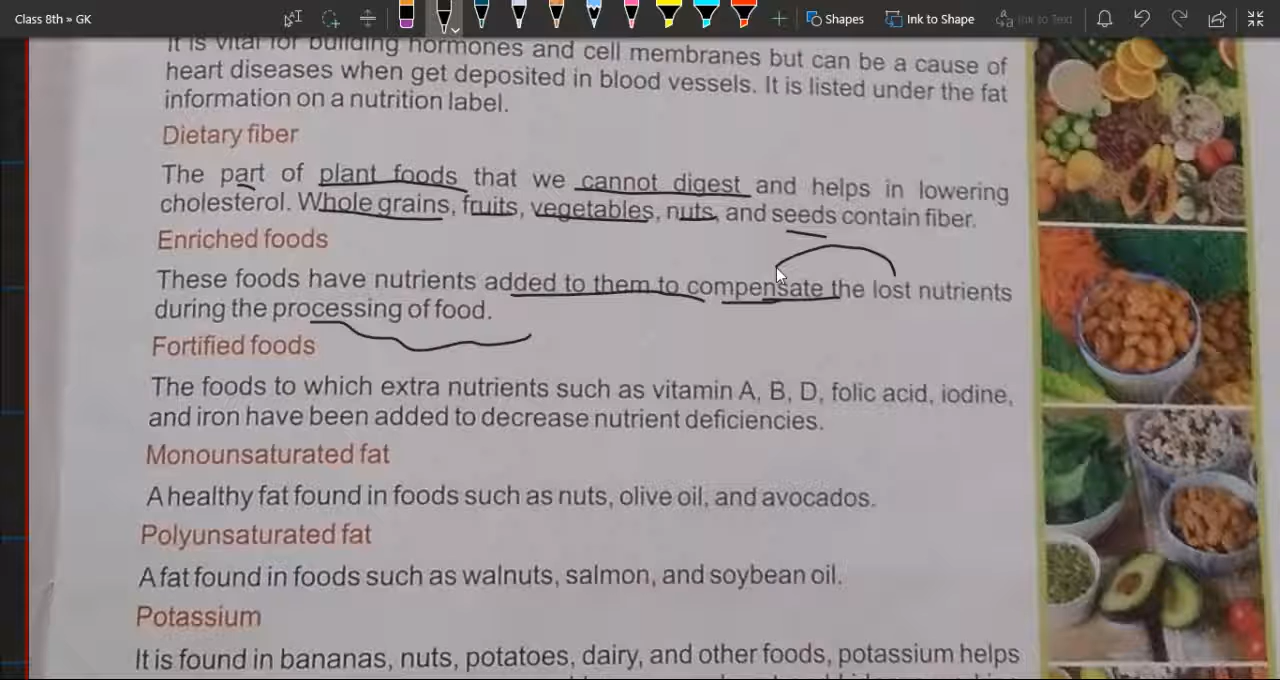 Class 8th » GK
Shapes
Ink to Shape
Ink to Text
It is vital for building hormones and cell membranes but can be a cause of
heart diseases when get deposited in blood vessels. It is listed under the fat
information on a nutrition label.
Dietary fiber
The part of plant foods that we cannot digest and helps in lowering
cholesterol. Whole grains, fruits, vegetables, nuts, and seeds contain fiber.
Enriched foods
These foods have nutrients added to them to compensate the lost nutrients
during the processing of food.
Fortified foods
The foods to which extra nutrients such as vitamin A, B, D, folic acid, iodine,
and iron have been added to decrease nutrient deficiencies.
Monounsaturated fat
A healthy fat found in foods such as nuts, olive oil, and avocados.
Polyunsaturated fat
A fat found in foods such as walnuts, salmon, and soybean oil.
Potassium
It is found in bananas, nuts, potatoes, dairy, and other foods, potassium helps